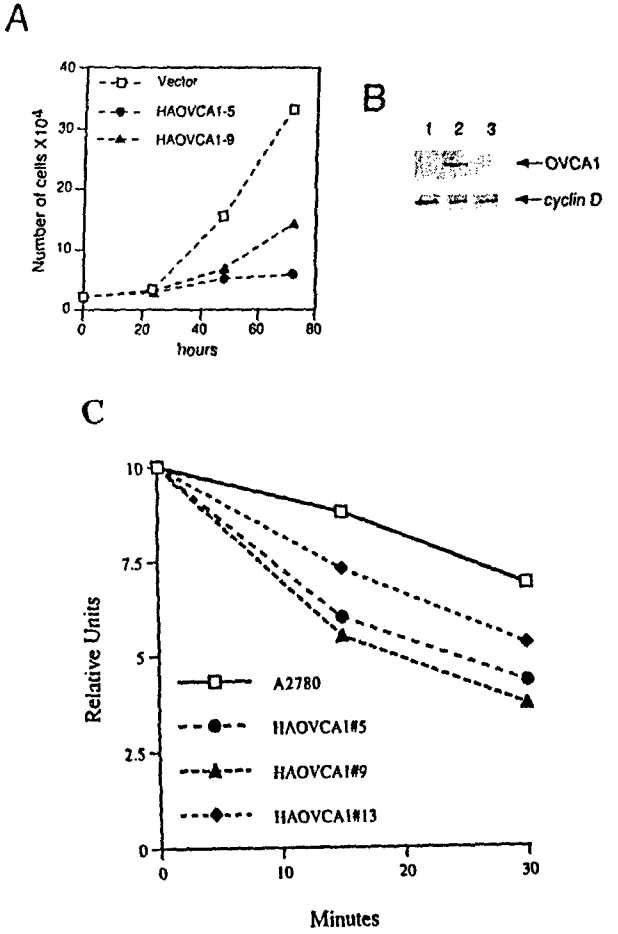 A
40
30
20
10
0
Number of cells X10⁴
Vector
HAOVCA1-5
HAOVCA1-9
0 20 40 60 80
hours
B
1 2 3
OVCA1
cyclin D
C
10
7.5
5
2.5
0
Relative Units
A2780
HAOVCA1#5
HAOVCA1#9
HAOVCA1#13
0 10 20 30
Minutes